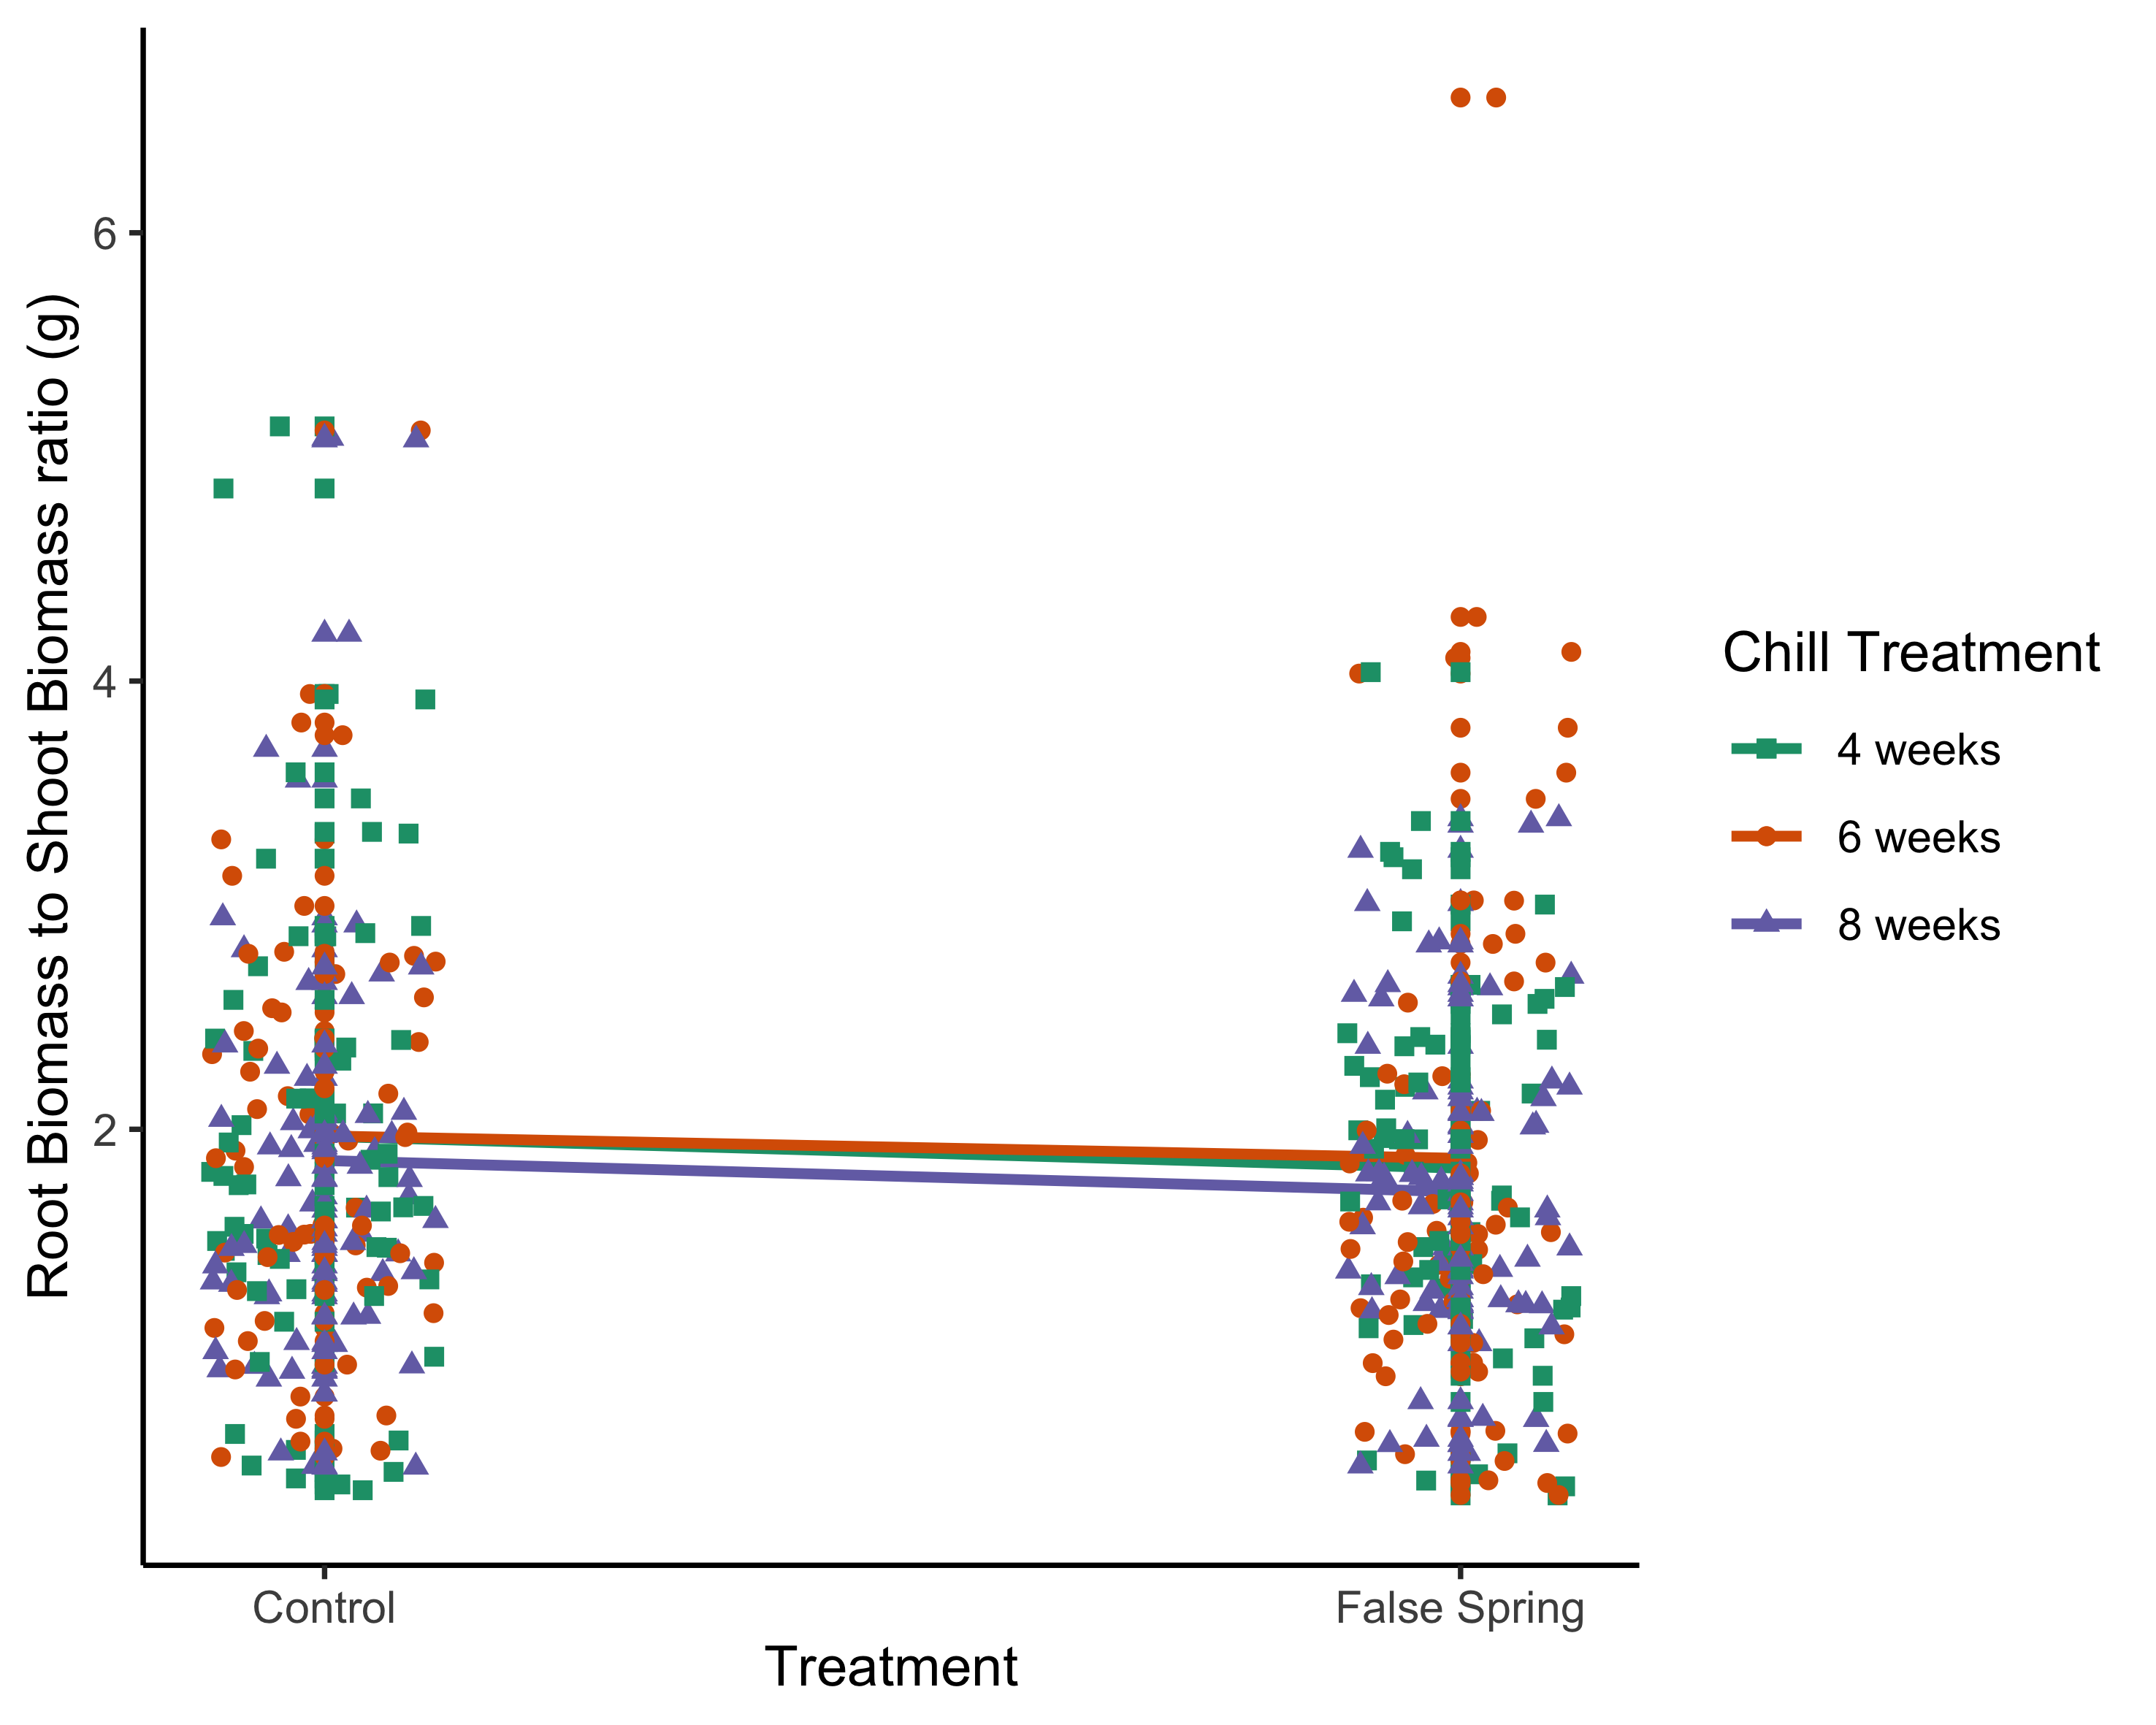 Root Biomass to Shoot Biomass ratio (g)
6
4
2
Control
False Spring
Treatment
Chill Treatment
4 weeks
6 weeks
8 weeks